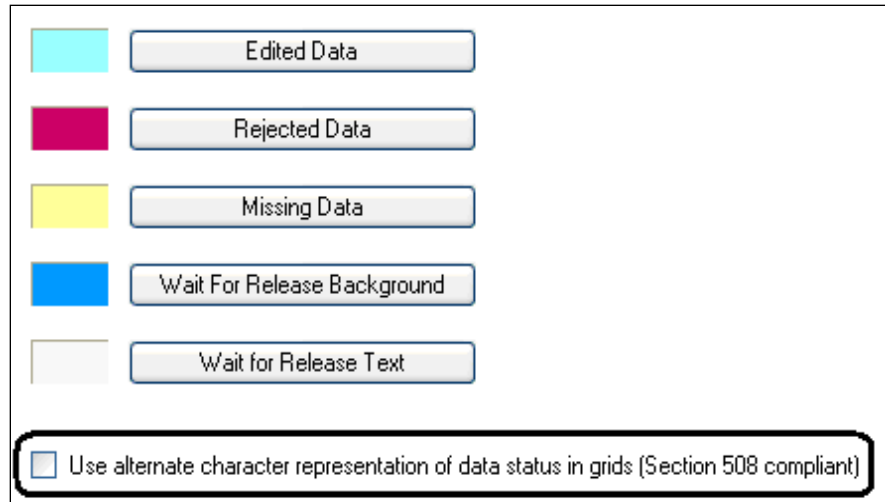 Edited Data
Rejected Data
Missing Data
Wait For Release Background
Wait for Release Text
Use alternate character representation of data status in grids (Section 508 compliant)